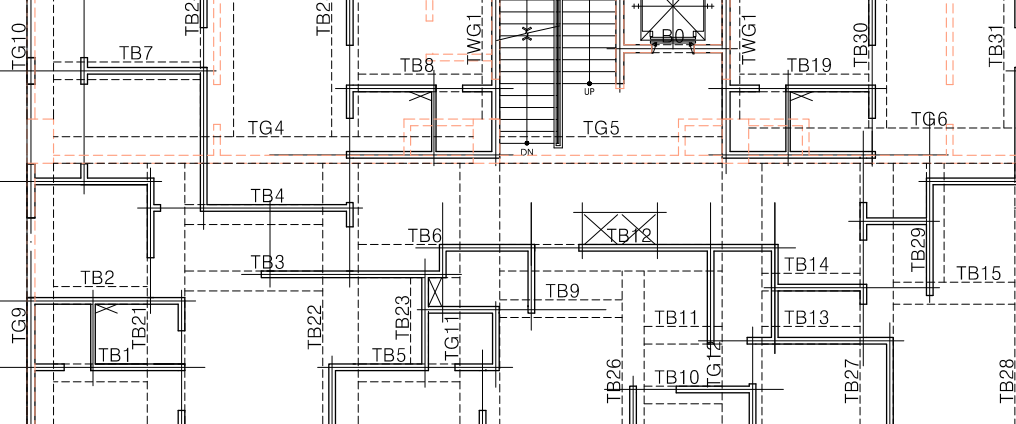 TG10
TB2
TB2
TWG1
B0
TWG1
TB30
TB31
TB7
TB8
TB19
UP
TG4
TG5
TG6
DN
TB4
TB6
TB12
TB29
TB3
TB14
TB15
TB2
TB9
TG9
TB21
TB22
TB23
TG11
TB11
TB13
TB1
TB5
TG12
TB10
TB26
TB27
TB28